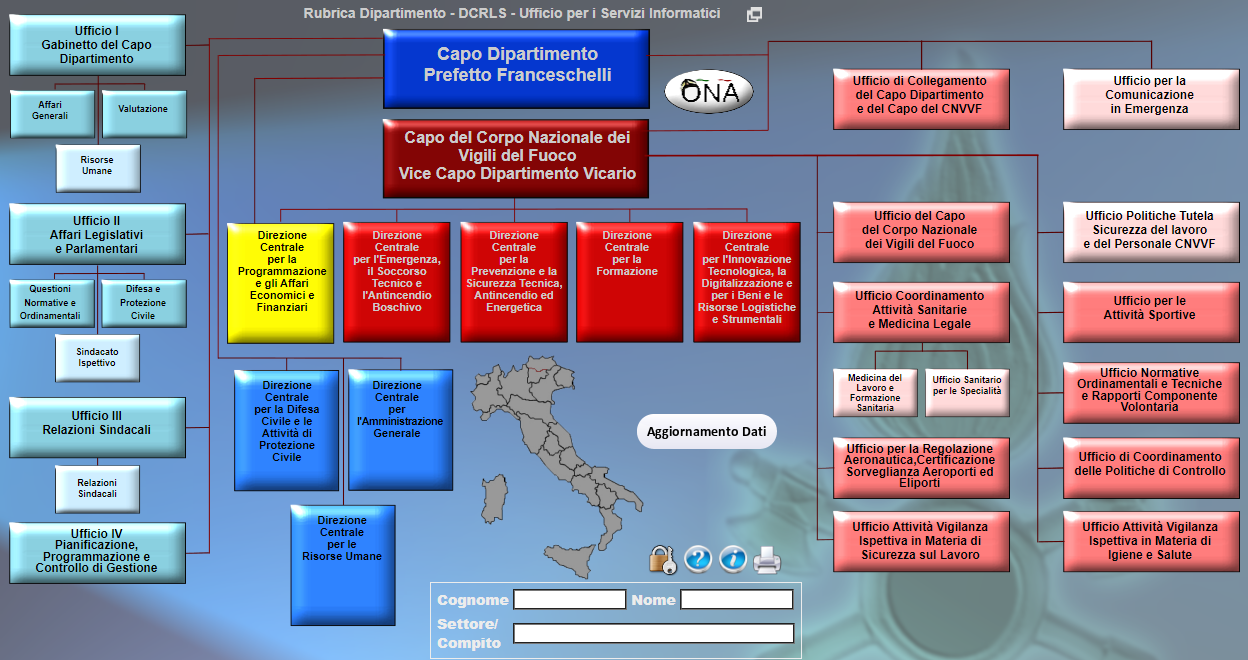 Rubrica Dipartimento - DCRLS - Ufficio per i Servizi Informatici
Ufficio I
Gabinetto del Capo
Dipartimento
Affari
Generali
Valutazione
Risorse
Umane
Ufficio II
Affari Legislativi
e Parlamentari
Questioni
Normative e
Ordinamentali
Difesa e
Protezione
Civile
Sindacato
Ispettivo
Ufficio III
Relazioni Sindacali
Relazioni
Sindacali
Ufficio IV
Pianificazione,
Programmazione e
Controllo di Gestione
Capo Dipartimento
Prefetto Franceschelli
ONA
Capo del Corpo Nazionale dei
Vigili del Fuoco
Vice Capo Dipartimento Vicario
Direzione
Centrale
per la
Programmazione
e gli Affari
Economici e
Finanziari
Direzione
Centrale
per l'Emergenza,
il Soccorso
Tecnico e
l'Antincendio
Boschivo
Direzione
Centrale
per la
Prevenzione e la
Sicurezza Tecnica,
Antincendio ed
Energetica
Direzione
Centrale
per la
Formazione
Direzione
Centrale
per l'Innovazione
Tecnologica, la
Digitalizzazione e
per i Beni e le
Risorse Logistiche
e Strumentali
Direzione
Centrale
per la Difesa
Civile e le
Attività di
Protezione
Civile
Direzione
Centrale
per
l'Amministrazione
Generale
Direzione
Centrale
per le
Risorse Umane
Aggiornamento Dati
Cognome
Nome
Settore/
Compito
Ufficio di Collegamento
del Capo Dipartimento
e del Capo del CNVVF
Ufficio per la
Comunicazione
in Emergenza
Ufficio del Capo
del Corpo Nazionale
dei Vigili del Fuoco
Ufficio Politiche Tutela
Sicurezza del lavoro
e del Personale CNVVF
Ufficio Coordinamento
Attività Sanitarie
e Medicina Legale
Ufficio per le
Attività Sportive
Medicina del
Lavoro e
Formazione
Sanitaria
Ufficio Sanitario
per le Specialità
Ufficio Normative
Ordinamentali e Tecniche
e Rapporti Componente
Volontaria
Ufficio per la Regolazione
Aeronautica,Certificazione
Sorveglianza Aeroporti ed
Eliporti
Ufficio di Coordinamento
delle Politiche di Controllo
Ufficio Attività Vigilanza
Ispettiva in Materia di
Sicurezza sul Lavoro
Ufficio Attività Vigilanza
Ispettiva in Materia di
Igiene e Salute